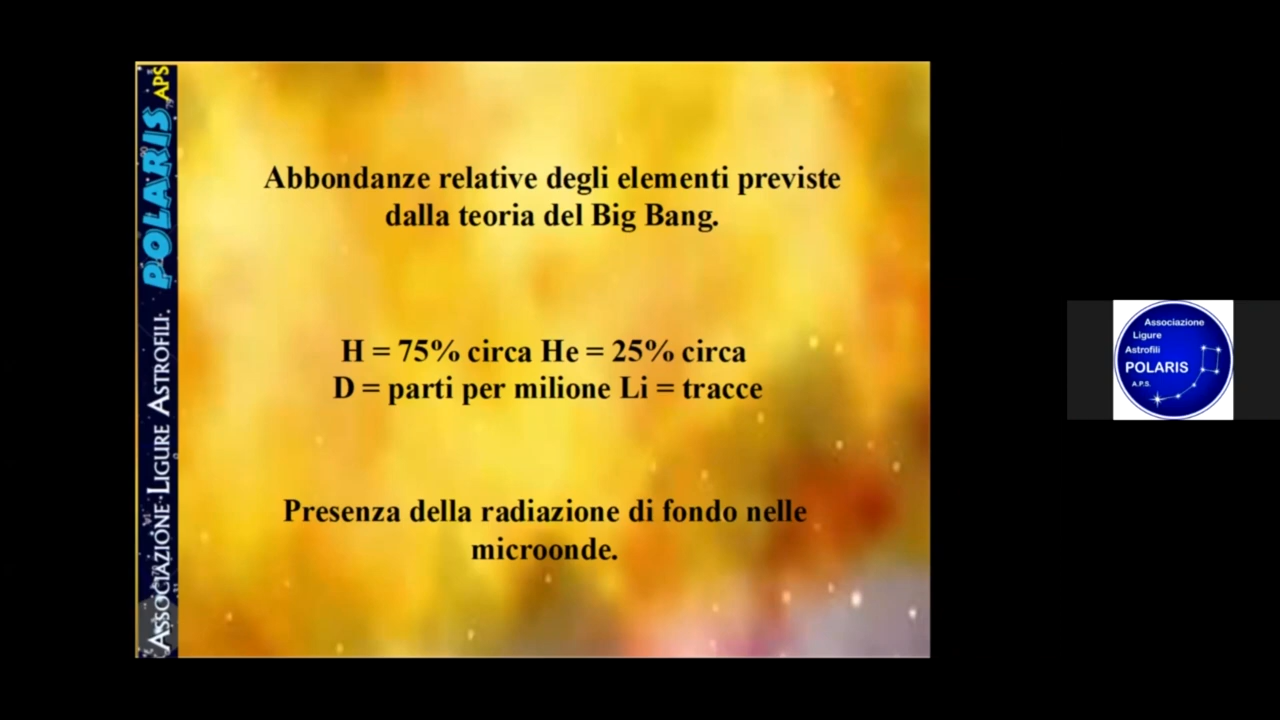 ASSOCIAZIONE LIGURE ASTROFILI POLARIS APS
Abbondanze relative degli elementi previste
dalla teoria del Big Bang.
H = 75% circa He = 25% circa
D = parti per milione Li = tracce
Presenza della radiazione di fondo nelle
microonde.
Associazione
Ligure
Astrofili
POLARIS
A.P.S.